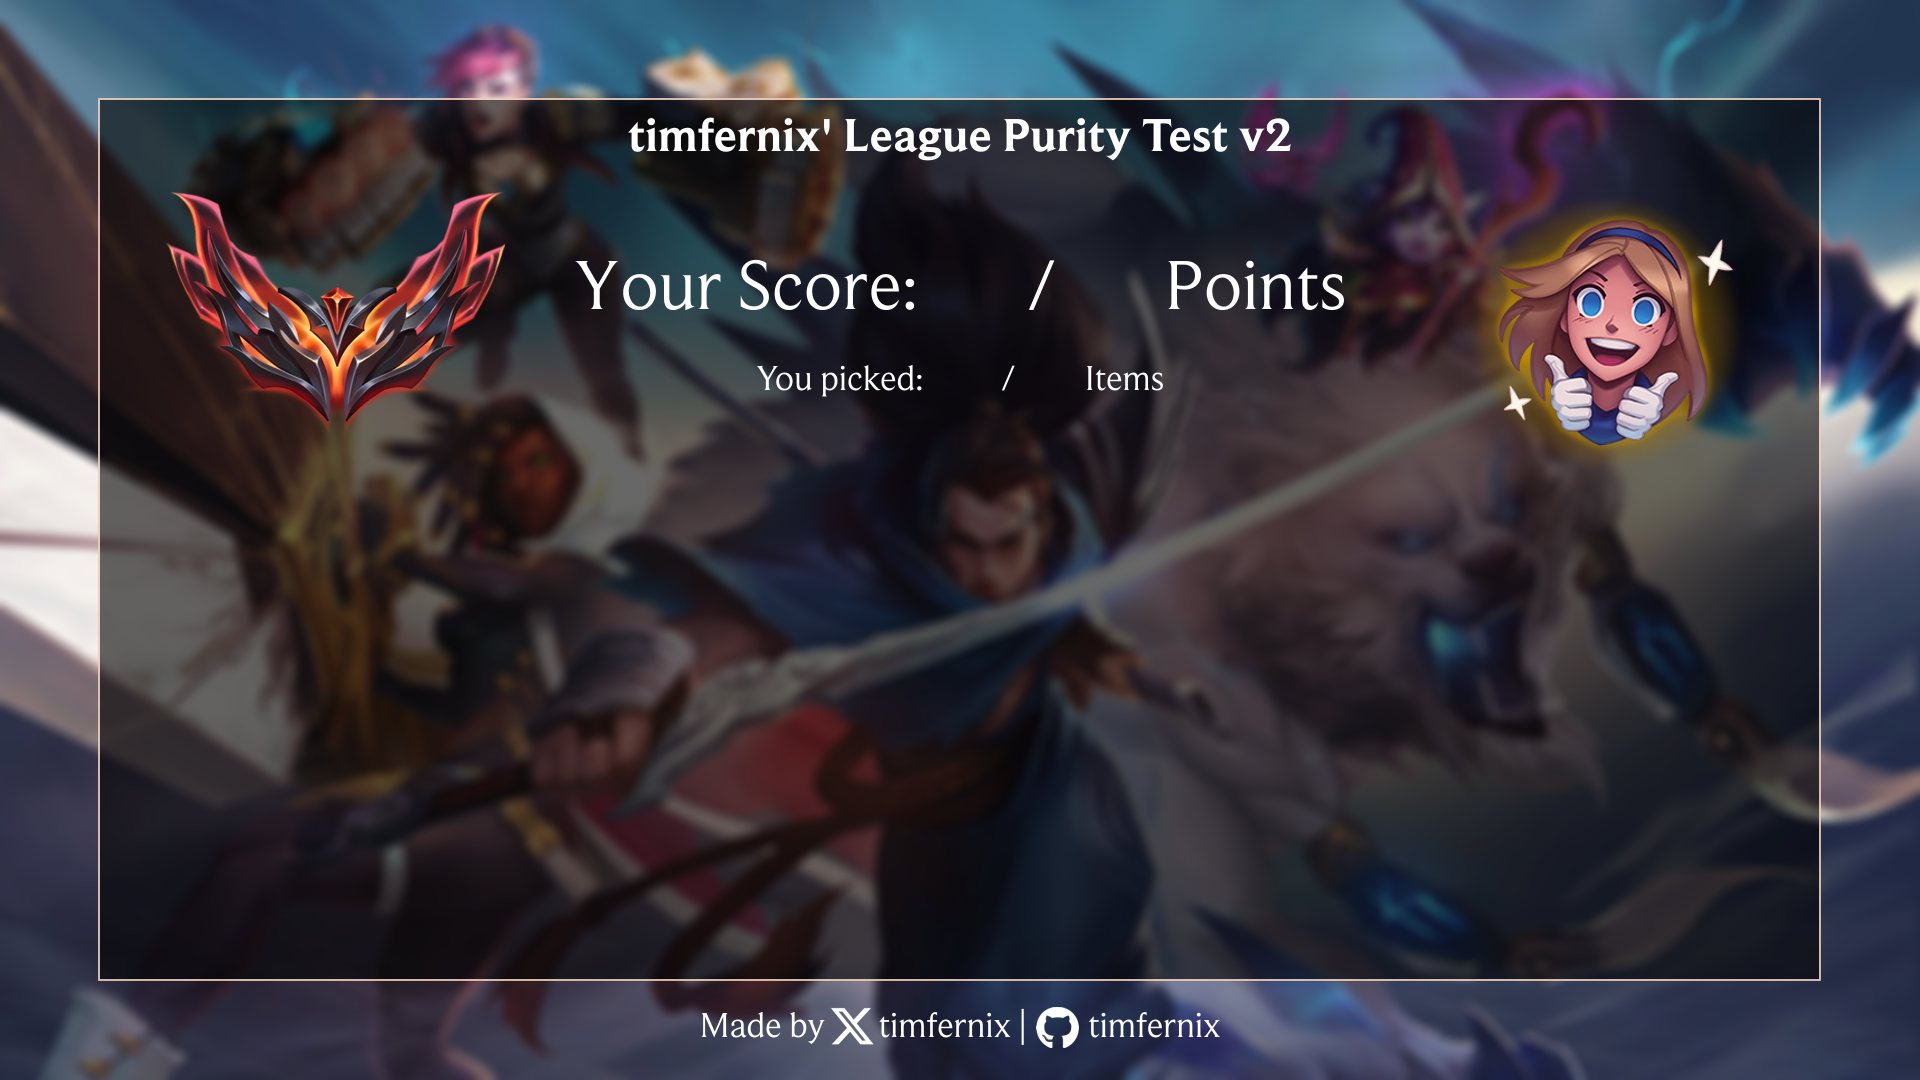 timfernix' League Purity Test v2
Your Score: / Points
You picked: / Items
Made by timfernix | timfernix